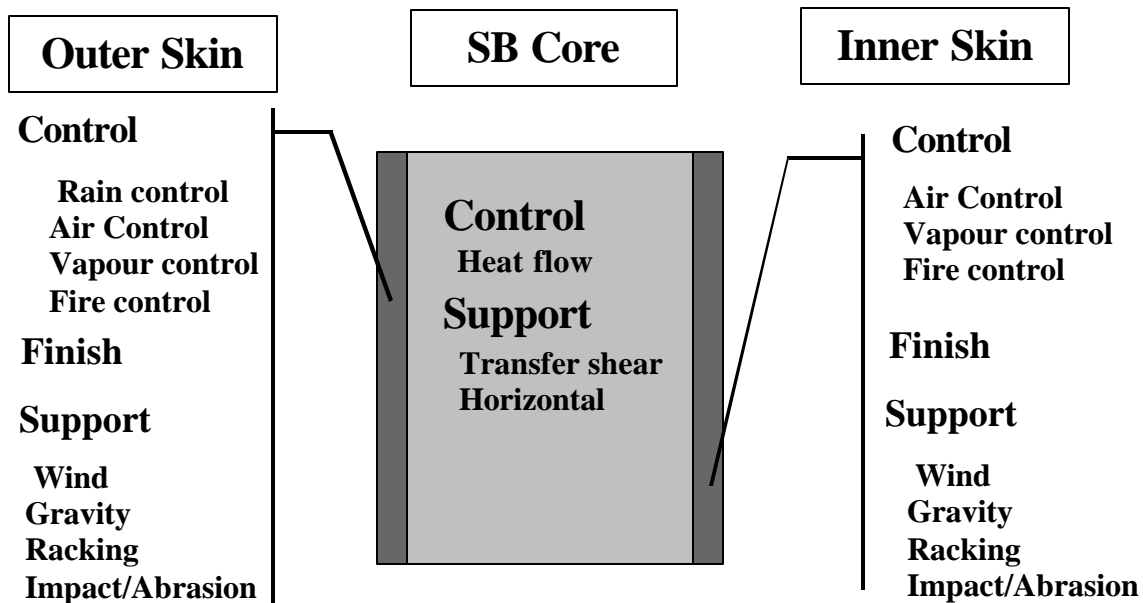 Outer Skin
Control
Rain control
Air Control
Vapour control
Fire control
Finish
Support
Wind
Gravity
Racking
Impact/Abrasion
SB Core
Control
Heat flow
Support
Transfer shear
Horizontal
Inner Skin
Control
Air Control
Vapour control
Fire control
Finish
Support
Wind
Gravity
Racking
Impact/Abrasion